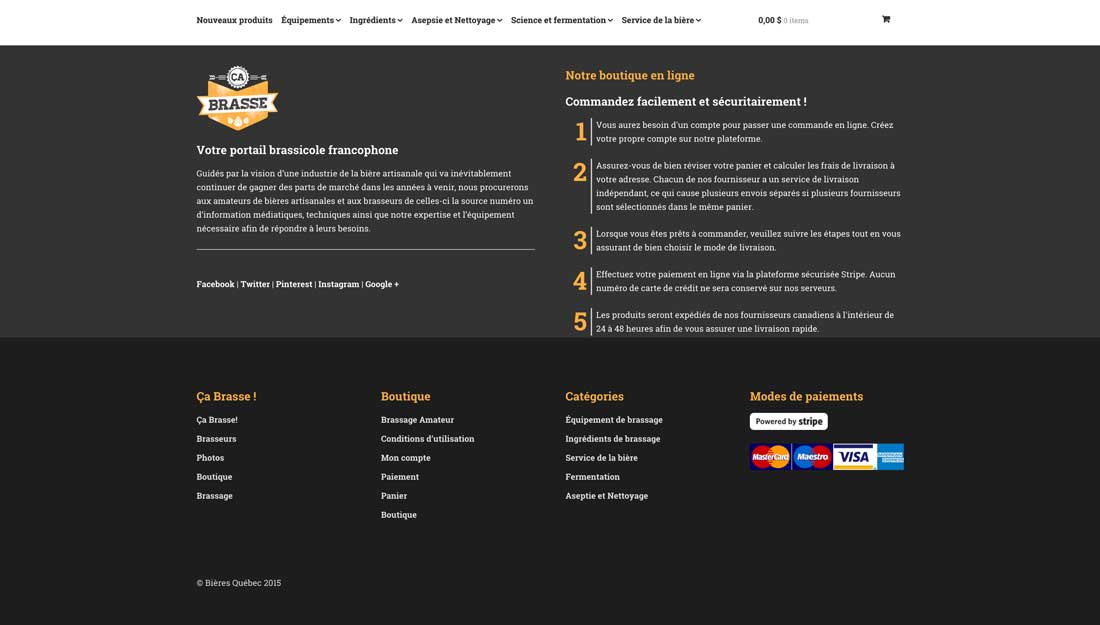 Nouveaux produits Équipements Ingrédients Asepsie et Nettoyage Science et fermentation Service de la bière 0,00 $ 0 items
ÇA
BRASSE
Votre portail brassicole francophone
Guidés par la vision d'une industrie de la bière artisanale qui va inévitablement
continuer de gagner des parts de marché dans les années à venir, nous procurerons
aux amateurs de bières artisanales et aux brasseurs de celles-ci la source numéro un
d'information médiatiques, techniques ainsi que notre expertise et l'équipement
nécessaire afin de répondre à leurs besoins.
Facebook | Twitter | Pinterest | Instagram | Google +
Notre boutique en ligne
Commandez facilement et sécuritairement !
1 Vous aurez besoin d'un compte pour passer une commande en ligne. Créez
votre propre compte sur notre plateforme.
2 Assurez-vous de bien réviser votre panier et calculer les frais de livraison à
votre adresse. Chacun de nos fournisseur a un service de livraison
indépendant, ce qui cause plusieurs envois séparés si plusieurs fournisseurs
sont sélectionnés dans le même panier.
3 Lorsque vous êtes prêts à commander, veuillez suivre les étapes tout en vous
assurant de bien choisir le mode de livraison.
4 Effectuez votre paiement en ligne via la plateforme sécurisée Stripe. Aucun
numéro de carte de crédit ne sera conservé sur nos serveurs.
5 Les produits seront expédiés de nos fournisseurs canadiens à l'intérieur de
24 à 48 heures afin de vous assurer une livraison rapide.
Ça Brasse !
Ça Brasse!
Brasseurs
Photos
Boutique
Brassage
Boutique
Brassage Amateur
Conditions d'utilisation
Mon compte
Paiement
Panier
Boutique
Catégories
Équipement de brassage
Ingrédients de brassage
Service de la bière
Fermentation
Aseptie et Nettoyage
Modes de paiements
Powered by stripe
MasterCard Maestro VISA AMERICAN EXPRESS
© Bières Québec 2015